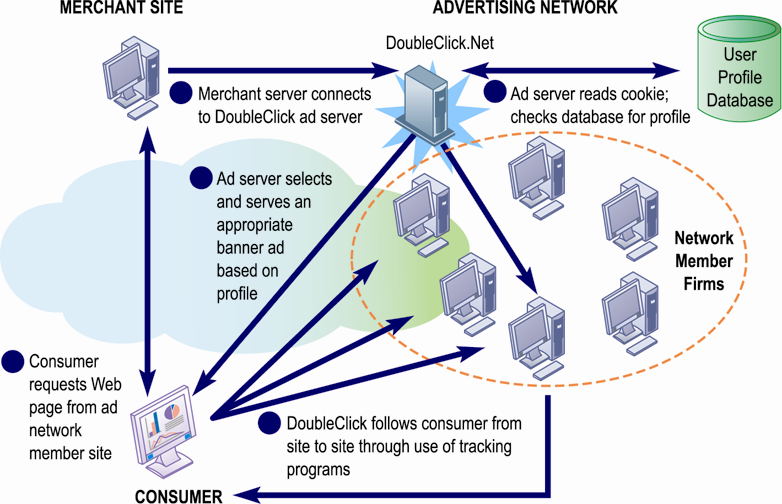 MERCHANT SITE
ADVERTISING NETWORK
DoubleClick.Net
User
Profile
Database
Merchant server connects
to DoubleClick ad server
Ad server reads cookie;
checks database for profile
Ad server selects
and serves an
appropriate
banner ad
based on
profile
Network
Member
Firms
Consumer
requests Web
page from ad
network
member site
DoubleClick follows consumer from
site to site through use of tracking
programs
CONSUMER